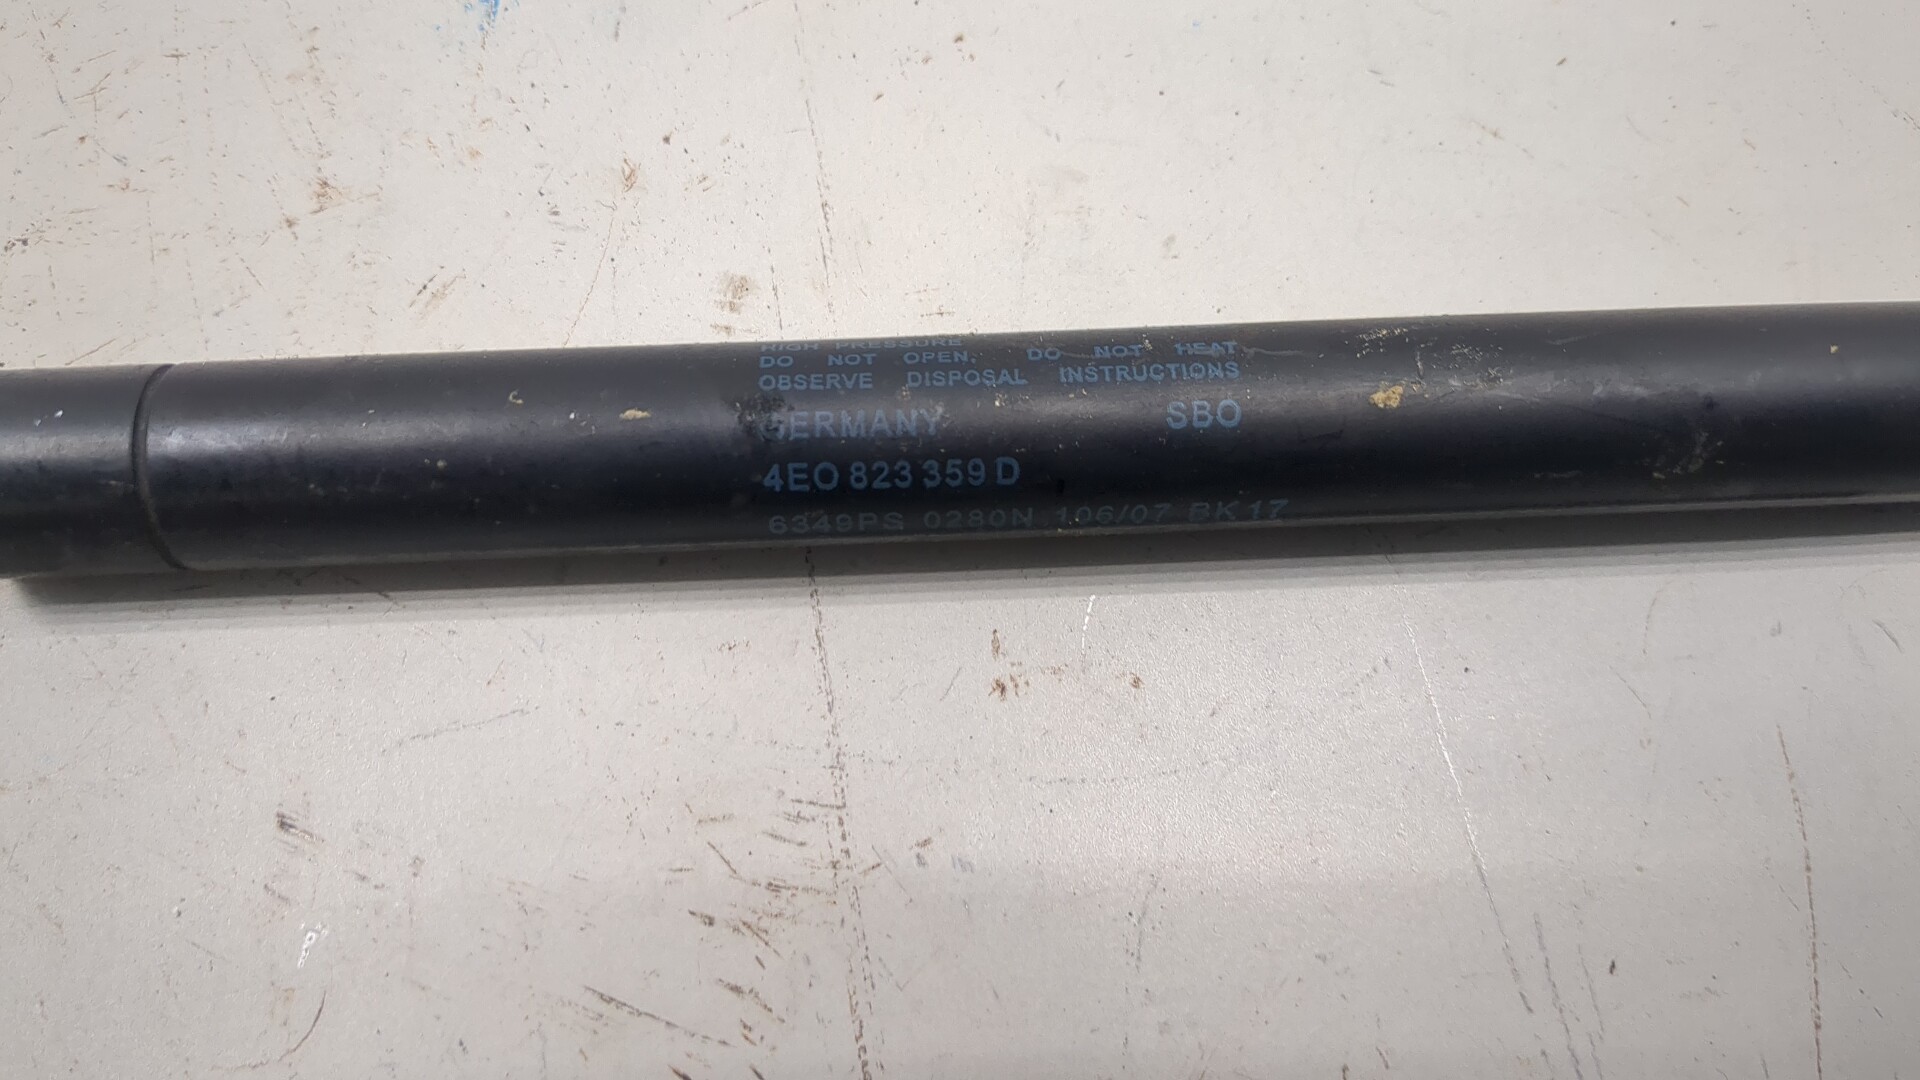 HIGH PRESSURE
DO NOT OPEN. DO NOT HEAT
OBSERVE DISPOSAL INSTRUCTIONS
GERMANY SBO
4E0 823 359 D
6349PS 0280N 106/07 BK17